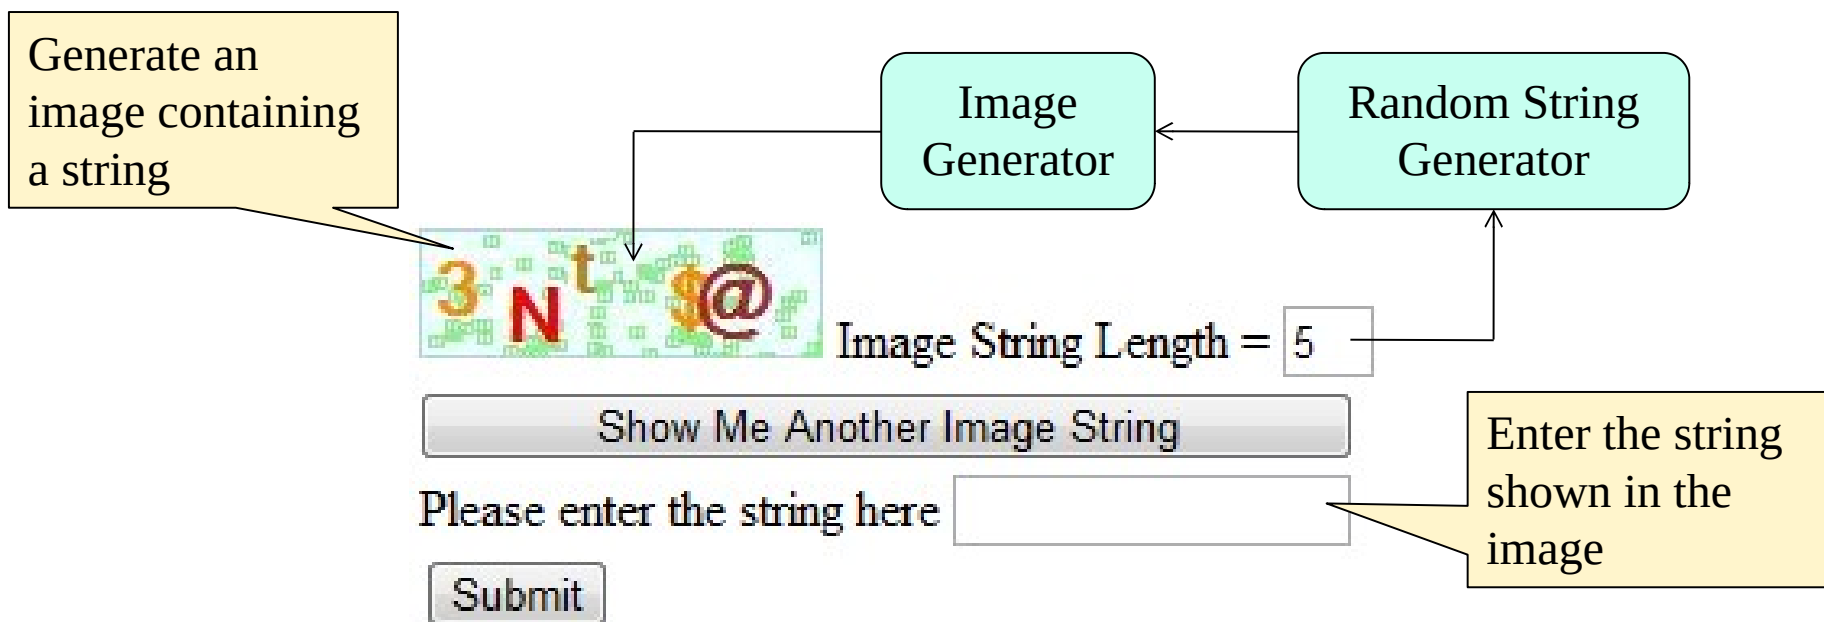 Generate an
image containing
a string
Image
Generator
Random String
Generator
3Nt$@
Image String Length = 5
Show Me Another Image String
Please enter the string here
Enter the string
shown in the
image
Submit